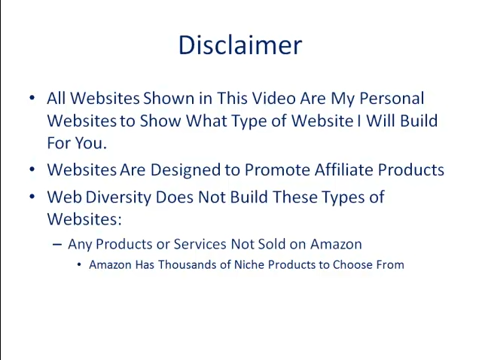 Disclaimer
• All Websites Shown in This Video Are My Personal
Websites to Show What Type of Website I Will Build
For You.
• Websites Are Designed to Promote Affiliate Products
• Web Diversity Does Not Build These Types of
Websites:
– Any Products or Services Not Sold on Amazon
• Amazon Has Thousands of Niche Products to Choose From